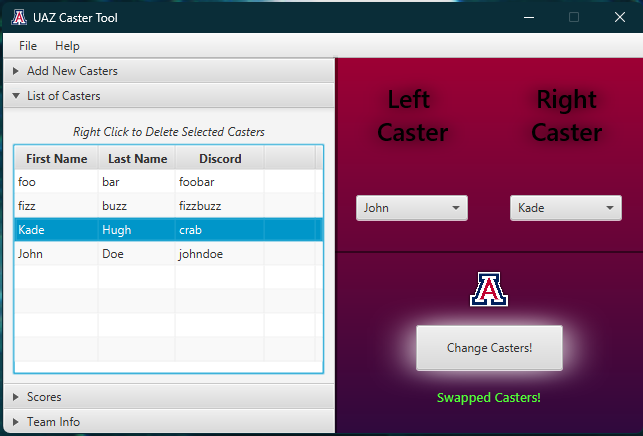 UAZ Caster Tool
File Help
Add New Casters
List of Casters
Right Click to Delete Selected Casters
First Name Last Name Discord
foo bar foobar
fizz buzz fizzbuzz
Kade Hugh crab
John Doe johndoe
Scores
Team Info
Left
Caster
Right
Caster
John
Kade
A
Change Casters!
Swapped Casters!